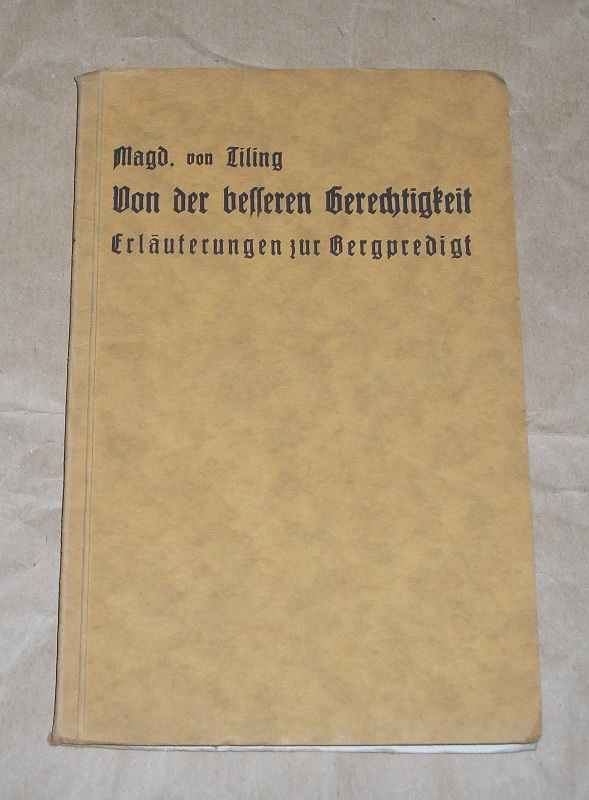 Magd. von Tiling
Von der beſſeren Gerechtigkeit
Erläuterungen zur Bergpredigt